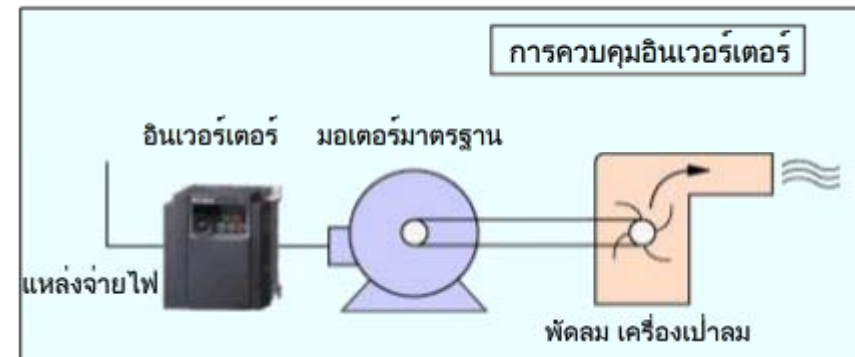 การควบคุมอินเวอร์เตอร์
อินเวอร์เตอร์
มอเตอร์มาตรฐาน
แหล่งจ่ายไฟ
พัดลม เครื่องเป่าลม